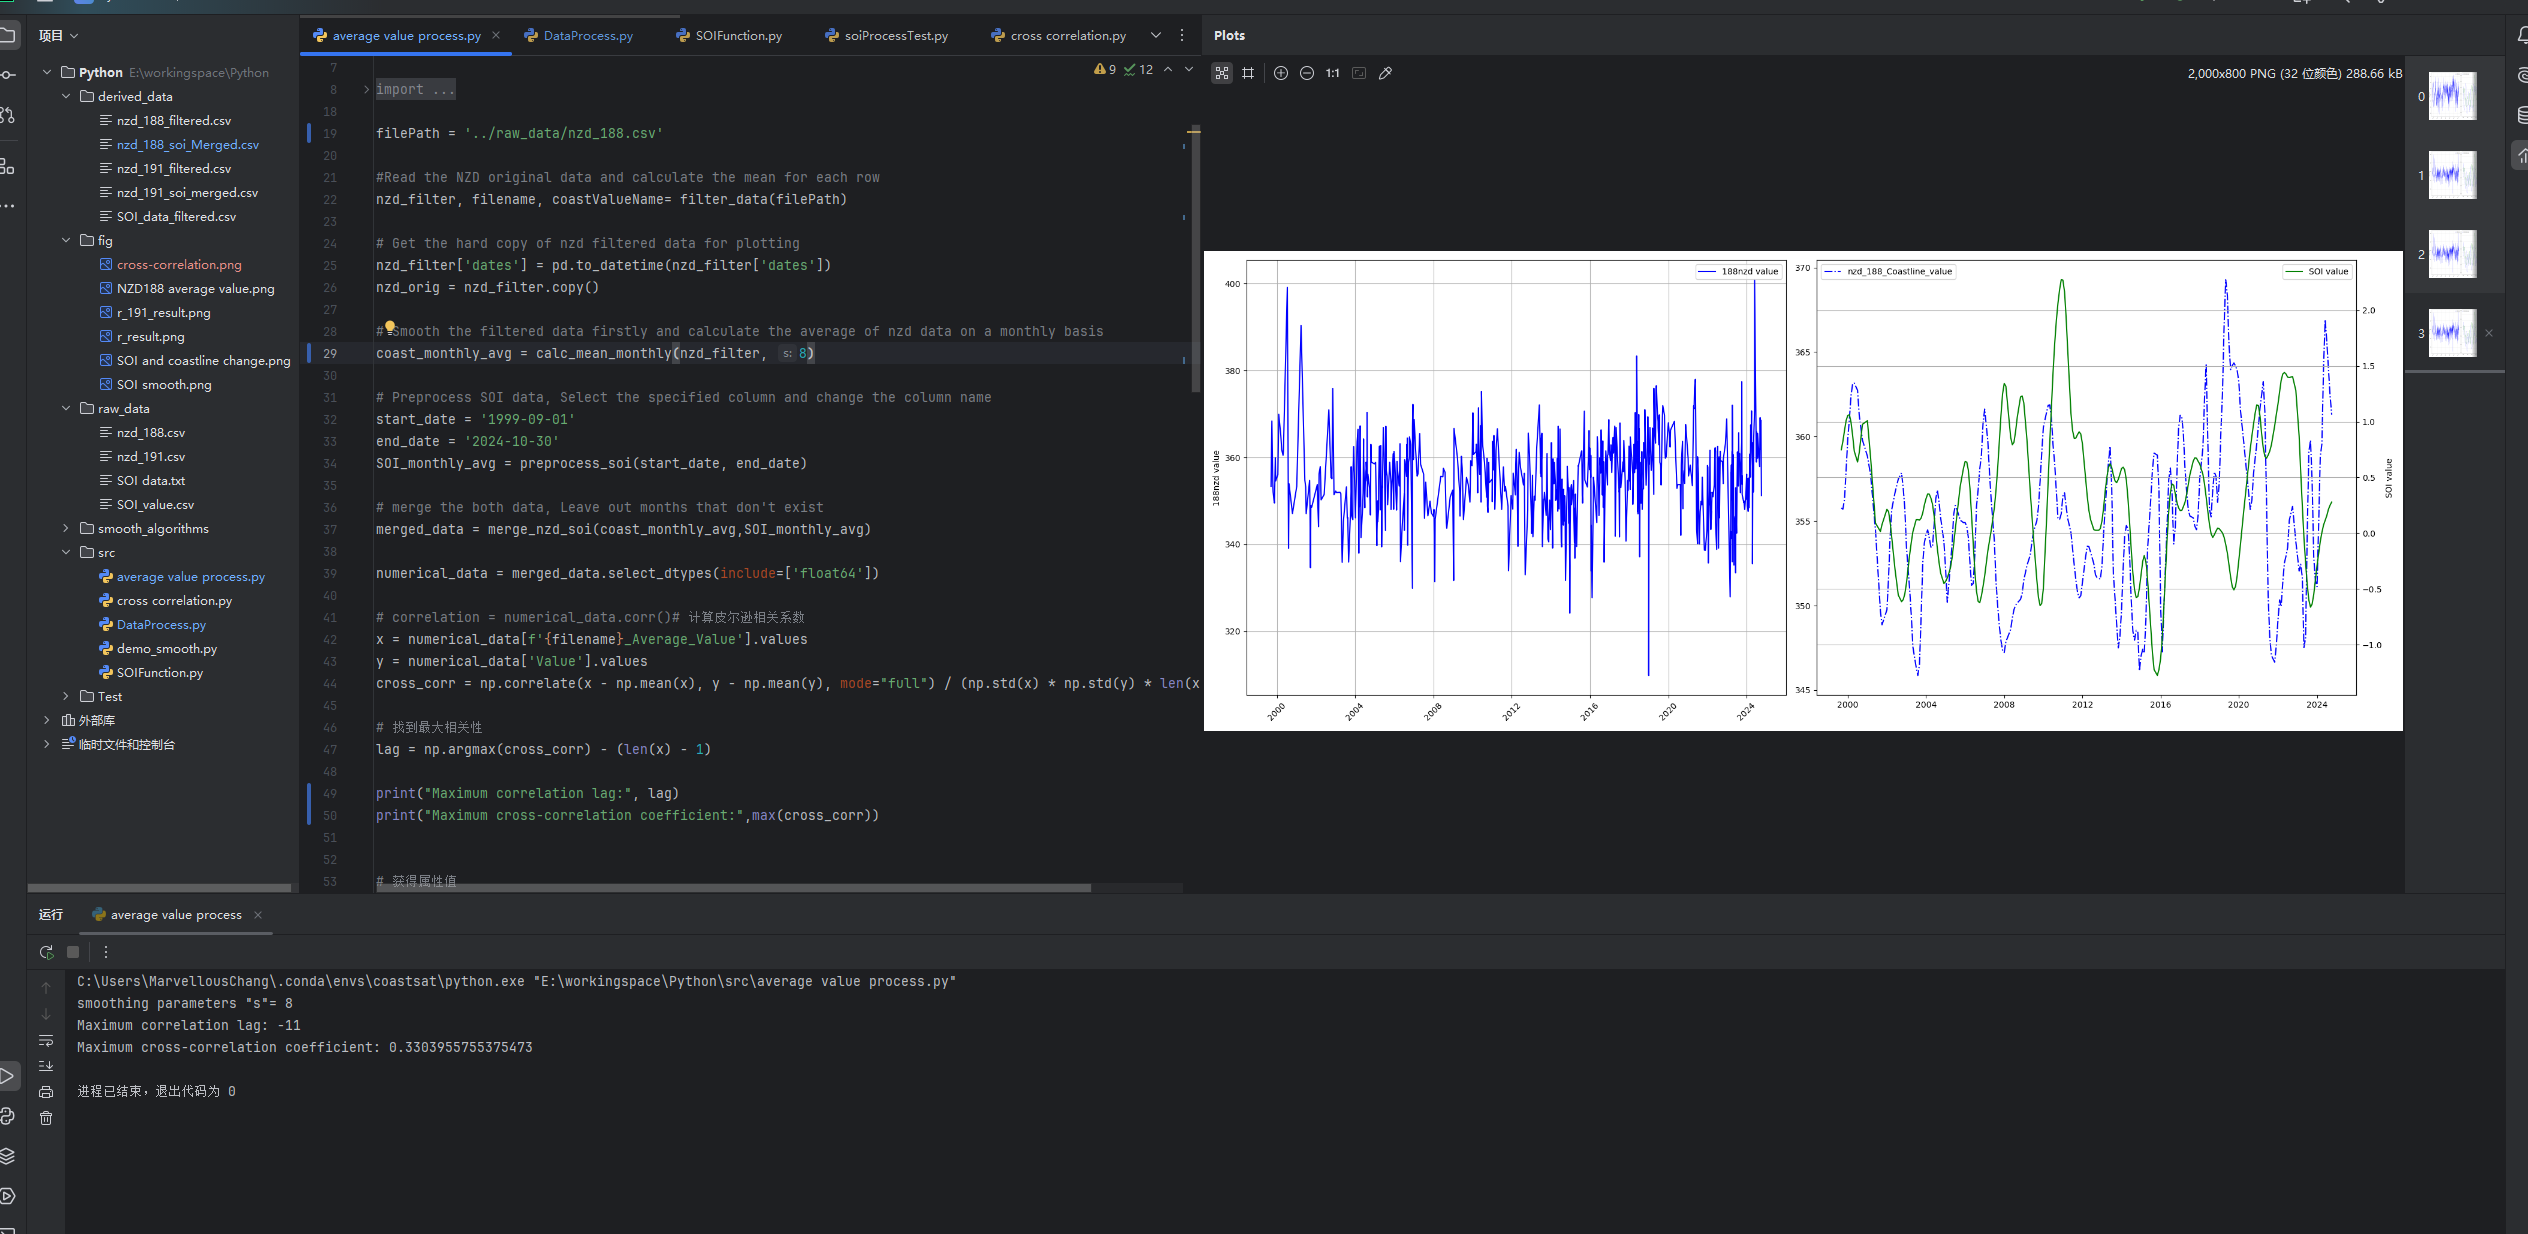 项目
Python E:\workingspace\Python
derived_data
nzd_188_filtered.csv
nzd_188_soi_Merged.csv
nzd_191_filtered.csv
nzd_191_soi_merged.csv
SOI_data_filtered.csv
fig
cross-correlation.png
NZD188 average value.png
r_191_result.png
r_result.png
SOI and coastline change.png
SOI smooth.png
raw_data
nzd_188.csv
nzd_191.csv
SOI data.txt
SOI_value.csv
smooth_algorithms
src
average value process.py
cross correlation.py
DataProcess.py
demo_smooth.py
SOIFunction.py
Test
外部库
临时文件和控制台
average value process.py
DataProcess.py
SOIFunction.py
soiProcessTest.py
cross correlation.py
9 12
7
8 import ...
18
19 filePath = '../raw_data/nzd_188.csv'
20
21 #Read the NZD original data and calculate the mean for each row
22 nzd_filter, filename, coastValueName= filter_data(filePath)
23
24 # Get the hard copy of nzd filtered data for plotting
25 nzd_filter['dates'] = pd.to_datetime(nzd_filter['dates'])
26 nzd_orig = nzd_filter.copy()
27
28 # Smooth the filtered data firstly and calculate the average of nzd data on a monthly basis
29 coast_monthly_avg = calc_mean_monthly(nzd_filter, s: 8)
30
31 # Preprocess SOI data, Select the specified column and change the column name
32 start_date = '1999-09-01'
33 end_date = '2024-10-30'
34 SOI_monthly_avg = preprocess_soi(start_date, end_date)
35
36 # merge the both data, Leave out months that don't exist
37 merged_data = merge_nzd_soi(coast_monthly_avg,SOI_monthly_avg)
38
39 numerical_data = merged_data.select_dtypes(include=['float64'])
40
41 # correlation = numerical_data.corr()# 计算皮尔逊相关系数
42 x = numerical_data[f'{filename}_Average_Value'].values
43 y = numerical_data['Value'].values
44 cross_corr = np.correlate(x - np.mean(x), y - np.mean(y), mode="full") / (np.std(x) * np.std(y) * len(x
45
46 # 找到最大相关性
47 lag = np.argmax(cross_corr) - (len(x) - 1)
48
49 print("Maximum correlation lag:", lag)
50 print("Maximum cross-correlation coefficient:",max(cross_corr))
51
52
53 # 获得属性值
Plots
1:1
2,000x800 PNG (32 位颜色) 288.66 kB
0
1
2
3
188nzd value
400
380
360
340
320
188nzd value
2000 2004 2008 2012 2016 2020 2024
nzd_188_Coastline_value
SOI value
370
365
360
355
350
345
2.0
1.5
1.0
0.5
0.0
−0.5
−1.0
SOI value
2000 2004 2008 2012 2016 2020 2024
运行
average value process
C:\Users\MarvellousChang\.conda\envs\coastsat\python.exe "E:\workingspace\Python\src\average value process.py"
smoothing parameters "s"= 8
Maximum correlation lag: -11
Maximum cross-correlation coefficient: 0.3303955755375473
进程已结束，退出代码为 0